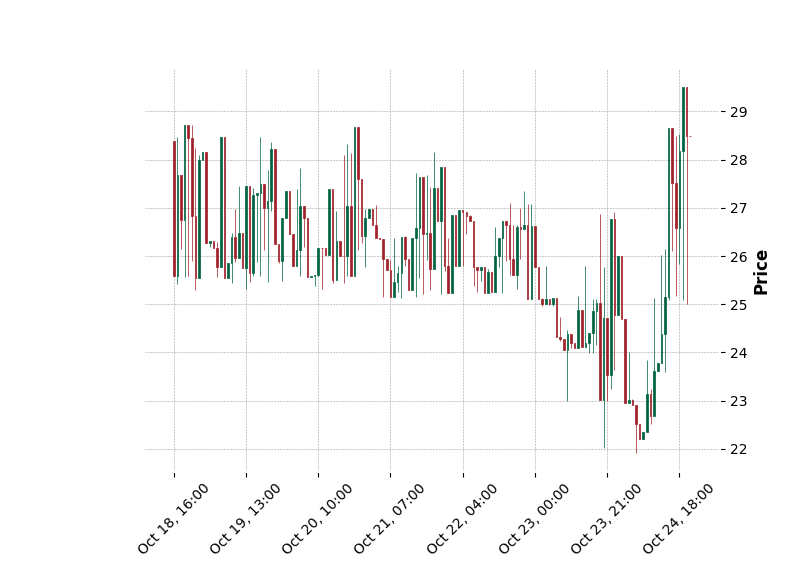 29
28
27
26
25
24
23
22
Price
Oct 18, 16:00
Oct 19, 13:00
Oct 20, 10:00
Oct 21, 07:00
Oct 22, 04:00
Oct 23, 00:00
Oct 23, 21:00
Oct 24, 18:00